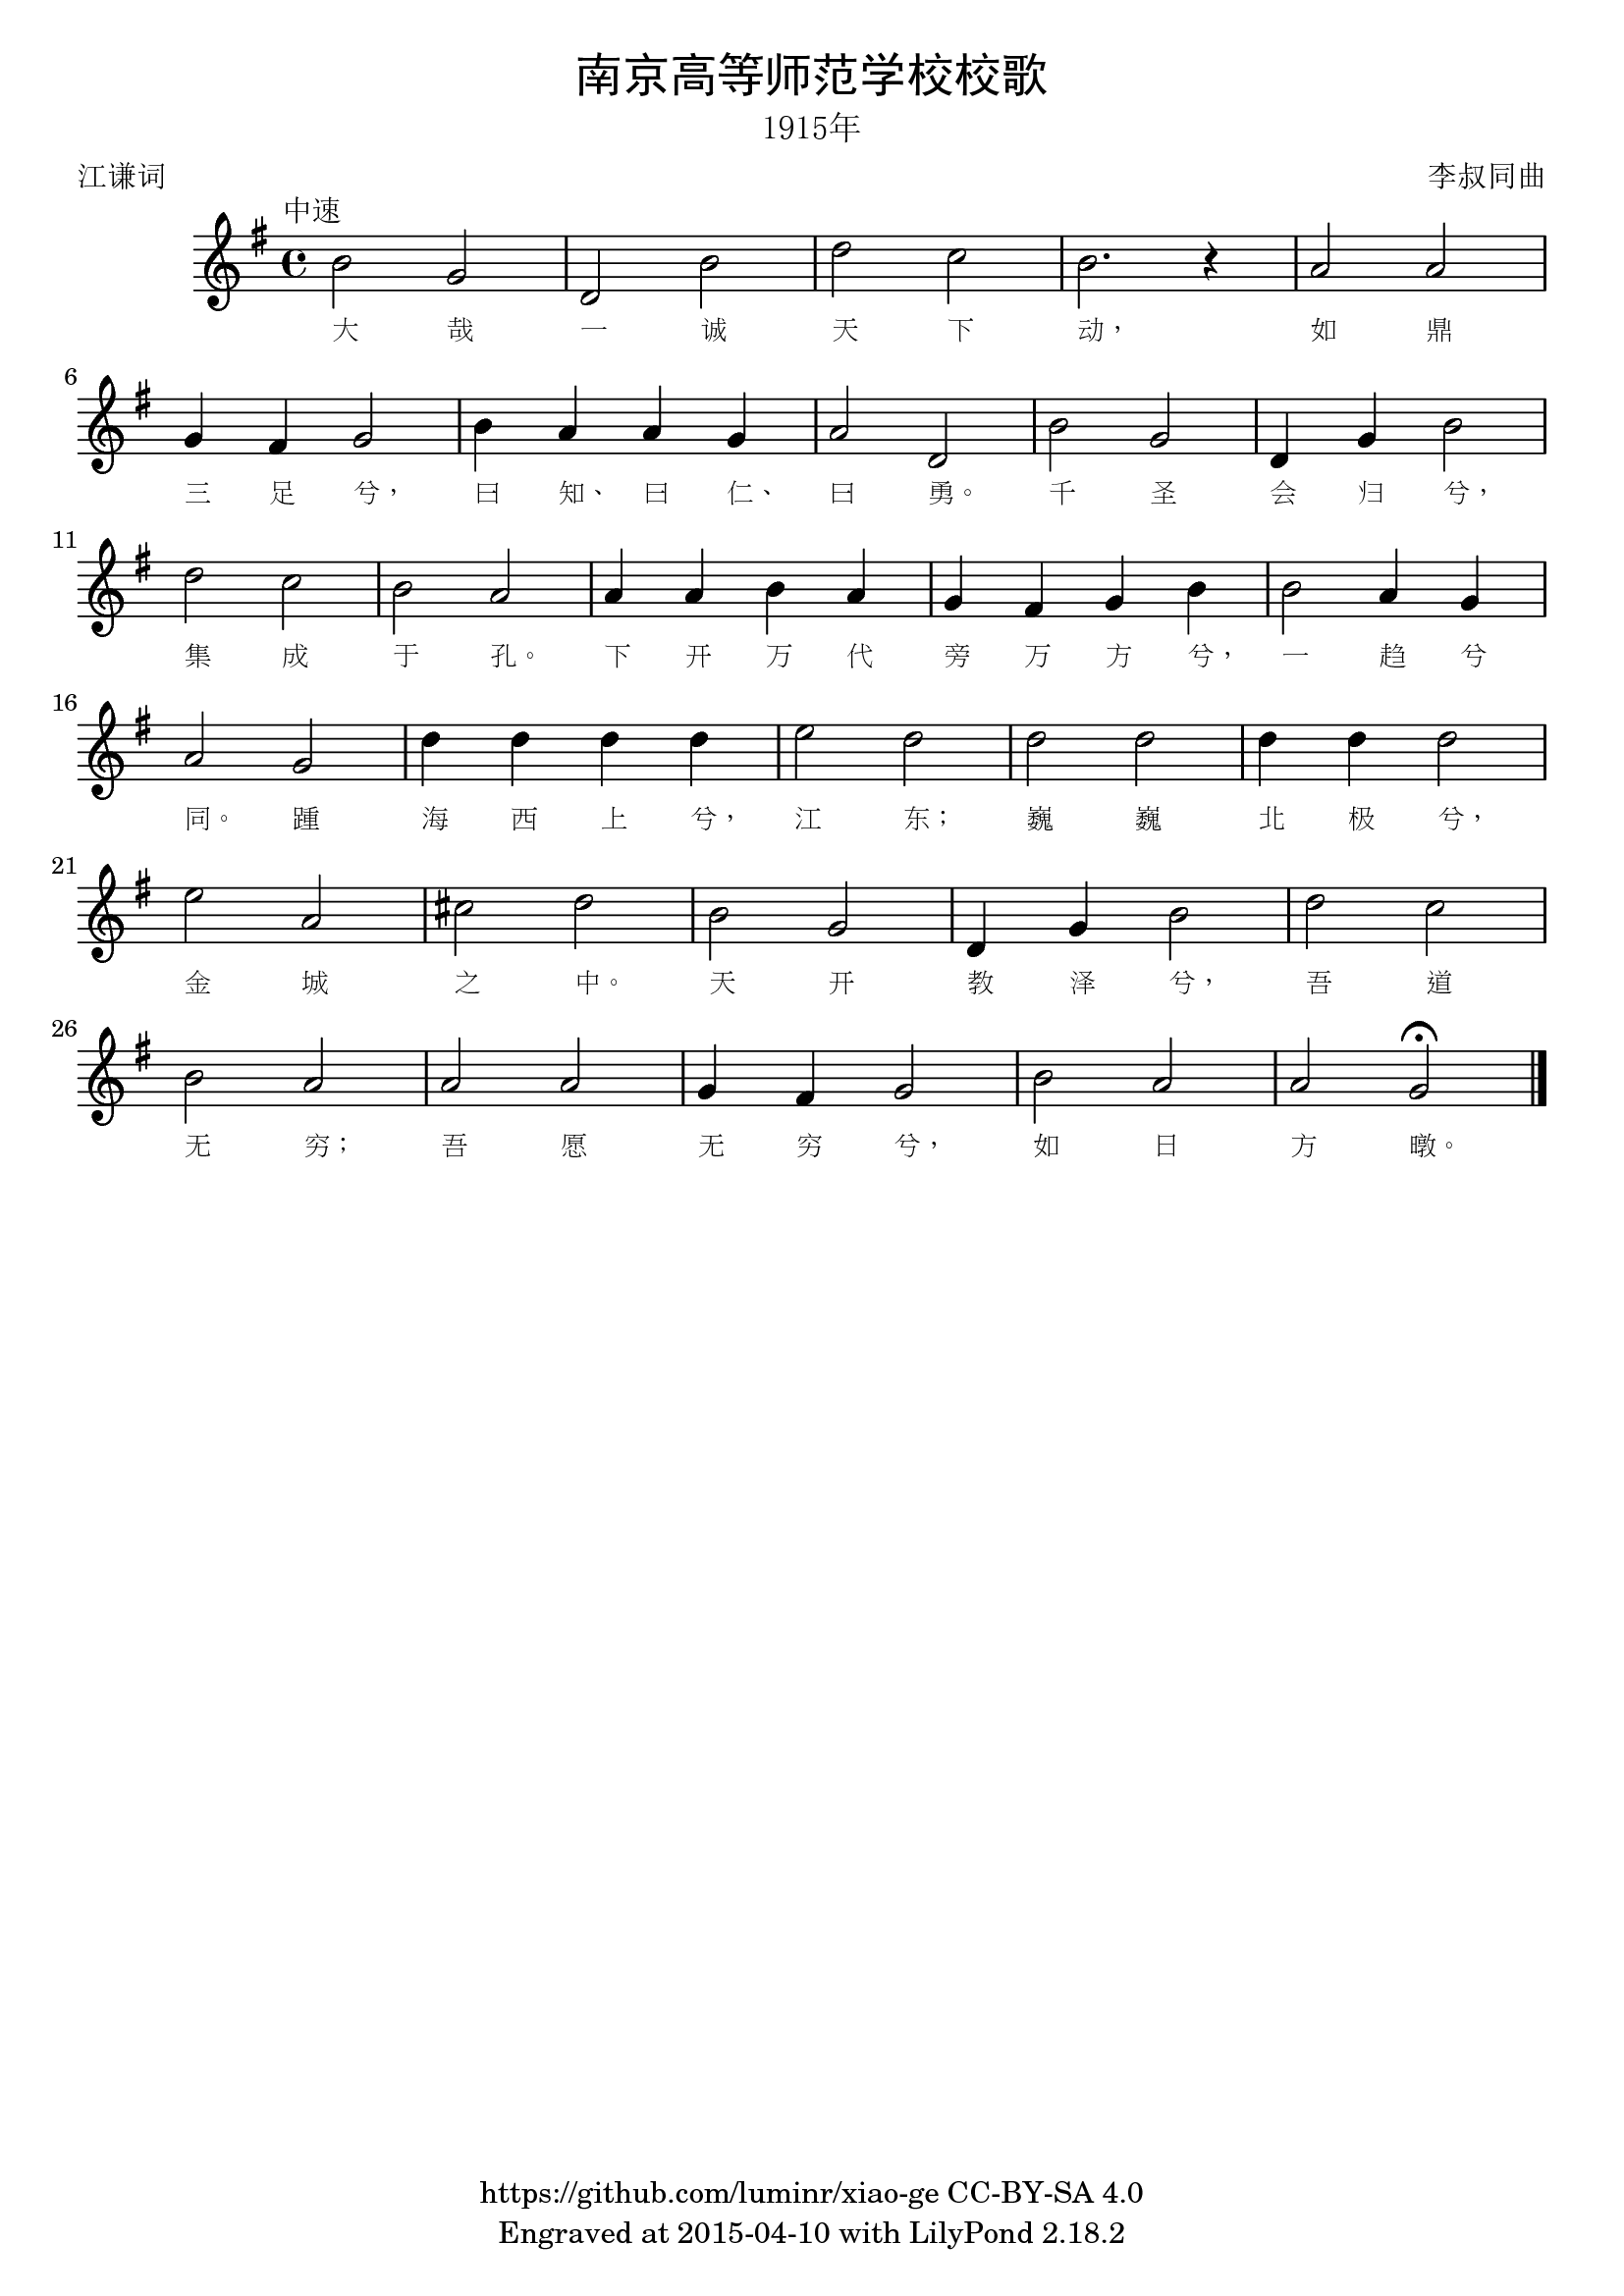 南京高等师范学校校歌
1915年
江谦词 李叔同曲
中速
大 哉 一 诚 天 下 动， 如 鼎
6
三 足 兮， 曰 知、 曰 仁、 曰 勇。 千 圣 会 归 兮，
11
集 成 于 孔。 下 开 万 代 旁 万 方 兮， 一 趋 兮
16
同。 踵 海 西 上 兮， 江 东； 巍 巍 北 极 兮，
21
金 城 之 中。 天 开 教 泽 兮， 吾 道
26
无 穷； 吾 愿 无 穷 兮， 如 日 方 暾。
https://github.com/luminr/xiao-ge CC-BY-SA 4.0
Engraved at 2015-04-10 with LilyPond 2.18.2